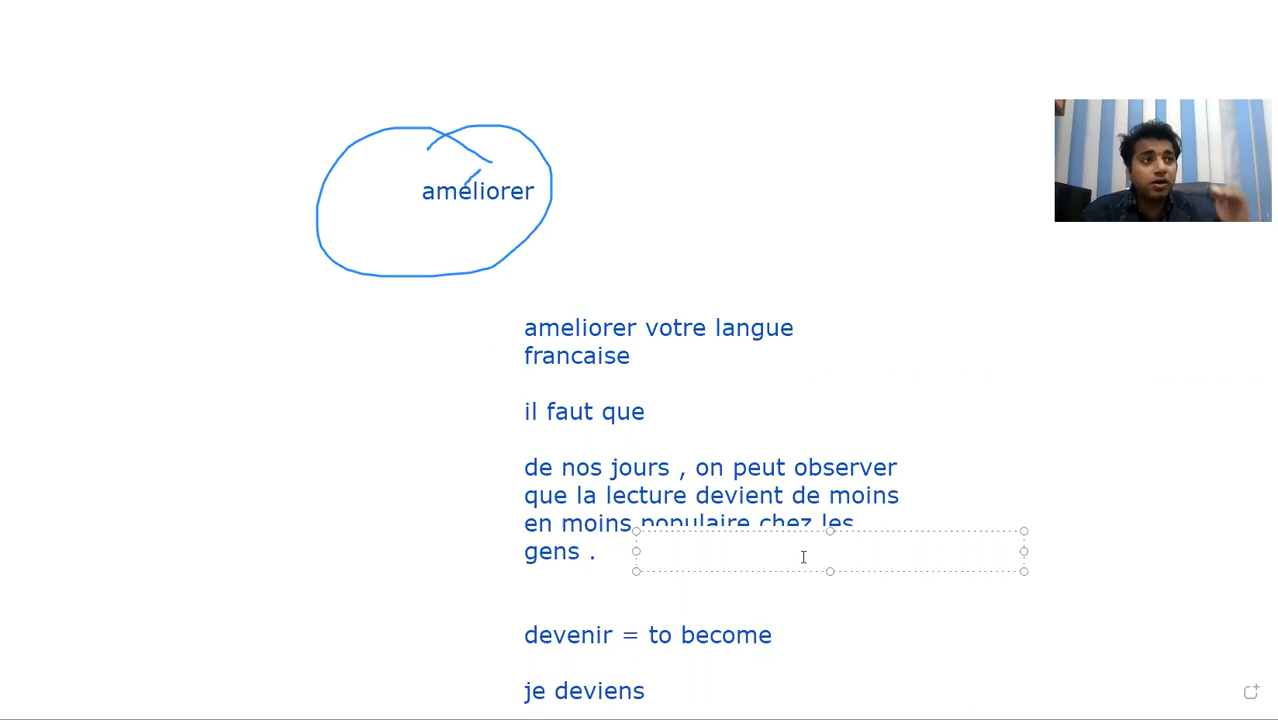 améliorer
ameliorer votre langue
francaise
il faut que
de nos jours , on peut observer
que la lecture devient de moins
en moins populaire chez les
gens .
devenir = to become
je deviens